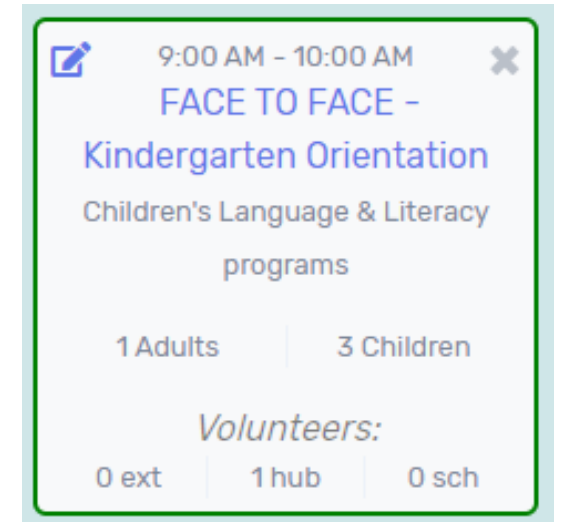 9:00 AM - 10:00 AM
FACE TO FACE -
Kindergarten Orientation
Children's Language & Literacy
programs
1 Adults 3 Children
Volunteers:
0 ext 1 hub 0 sch